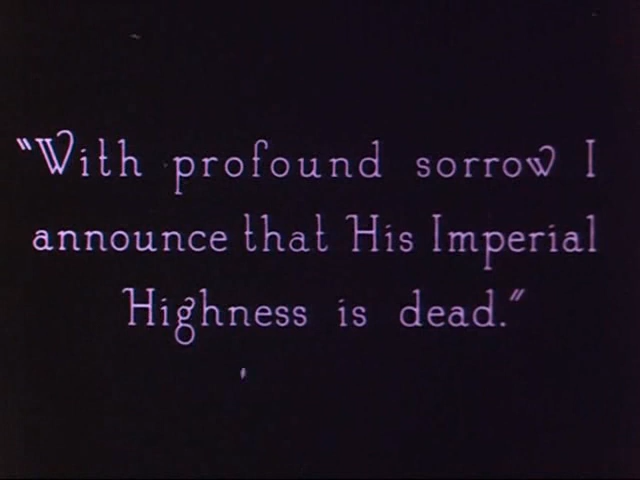 "With profound sorrow I
announce that His Imperial
Highness is dead."